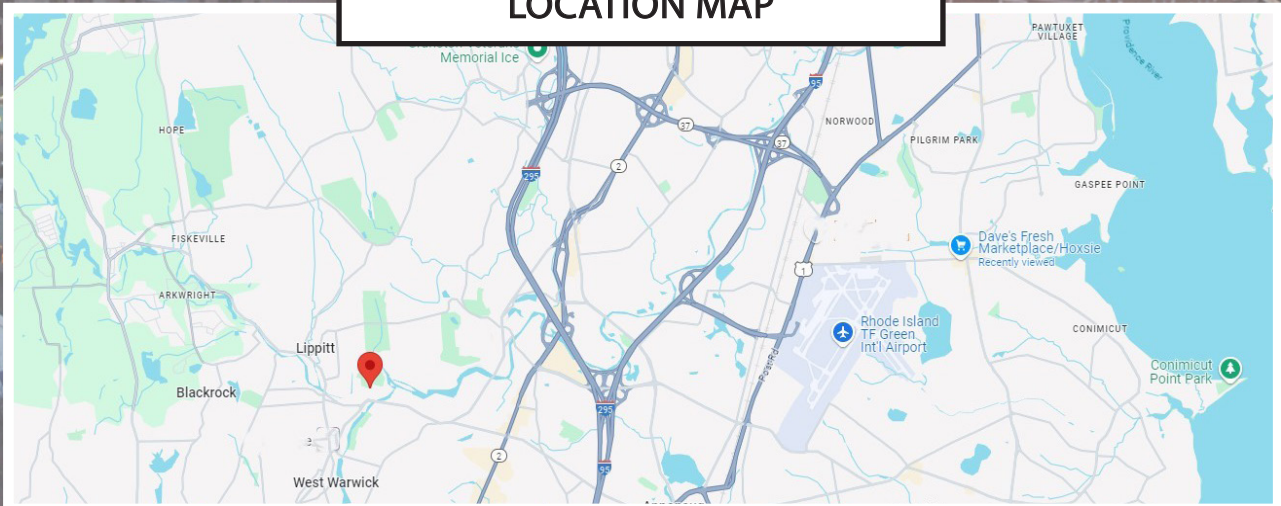 LOCATION MAP
Memorial Ice
PAWTUXET
VILLAGE
Providence River
95
HOPE
37
NORWOOD
37
PILGRIM PARK
2
295
GASPEE POINT
FISKEVILLE
Dave's Fresh
Marketplace/Hoxsie
Recently viewed
1
ARKWRIGHT
Rhode Island
TF Green
Int'l Airport
CONIMICUT
Lippitt
Post Rd
Conimicut
Point Park
Blackrock
295
2
95
West Warwick